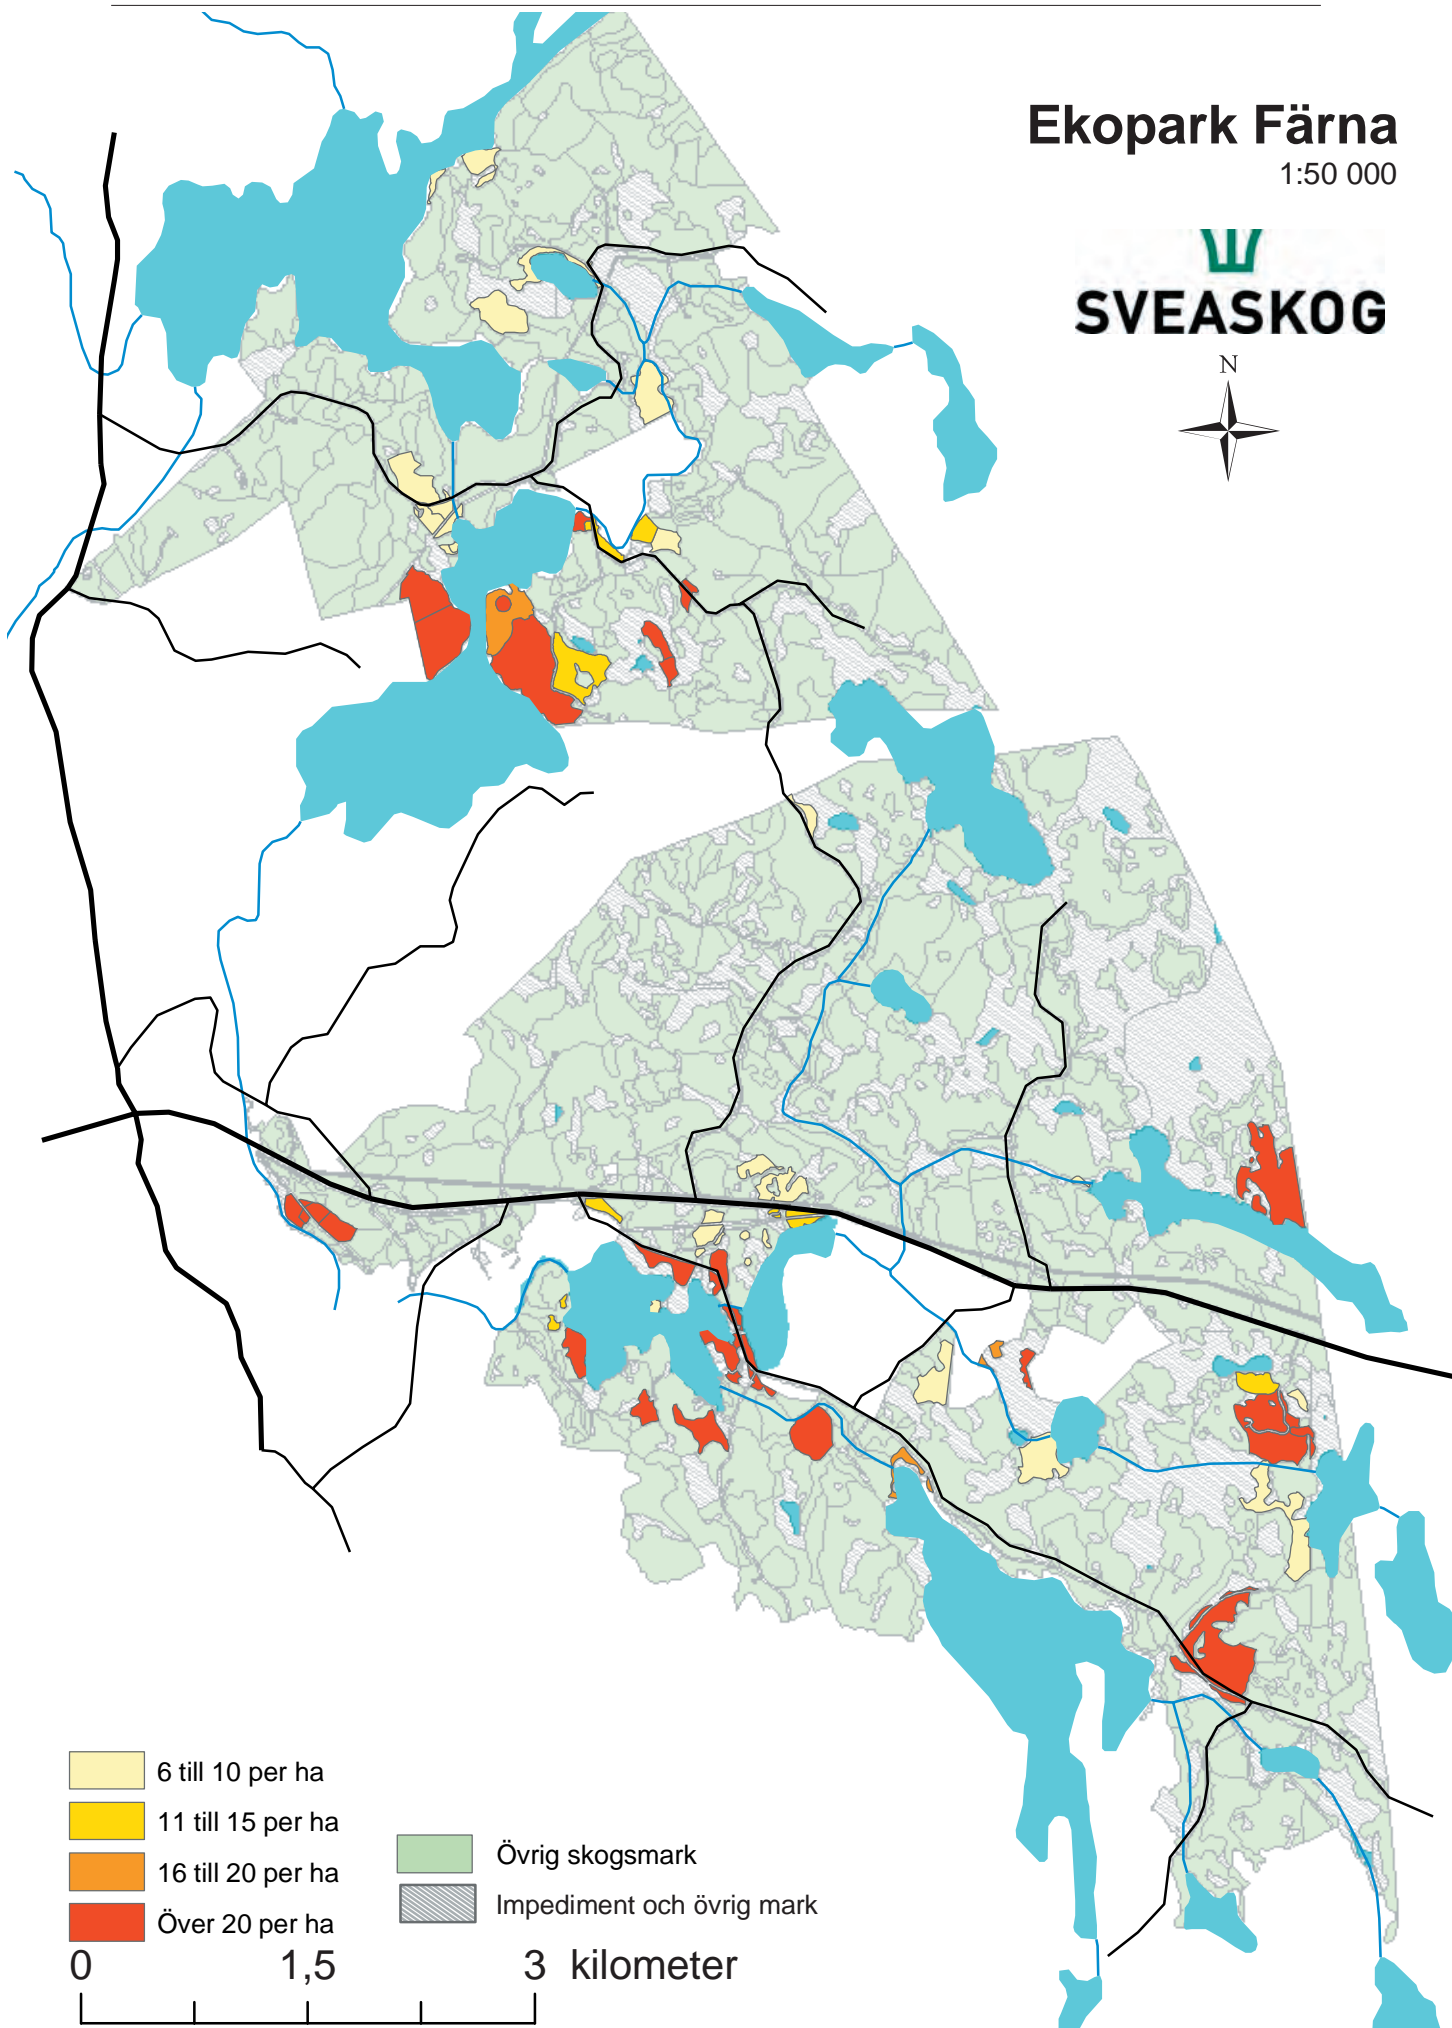 Ekopark Färna
1:50 000
SVEASKOG
N
6 till 10 per ha
11 till 15 per ha
16 till 20 per ha
Över 20 per ha
Övrig skogsmark
Impediment och övrig mark
0 1,5 3 kilometer